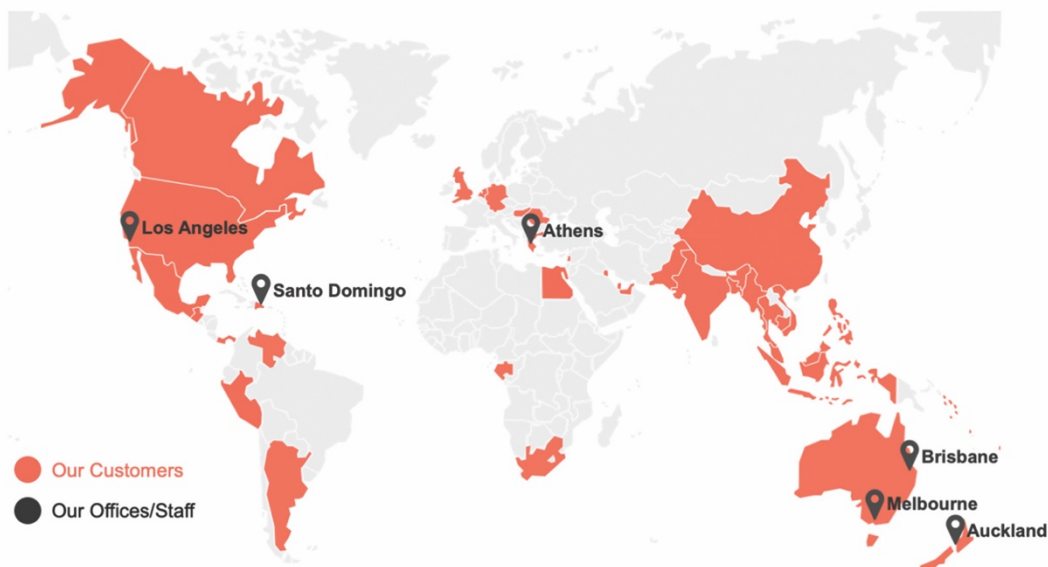 Los Angeles
Athens
Santo Domingo
Brisbane
Our Customers
Melbourne
Our Offices/Staff
Auckland